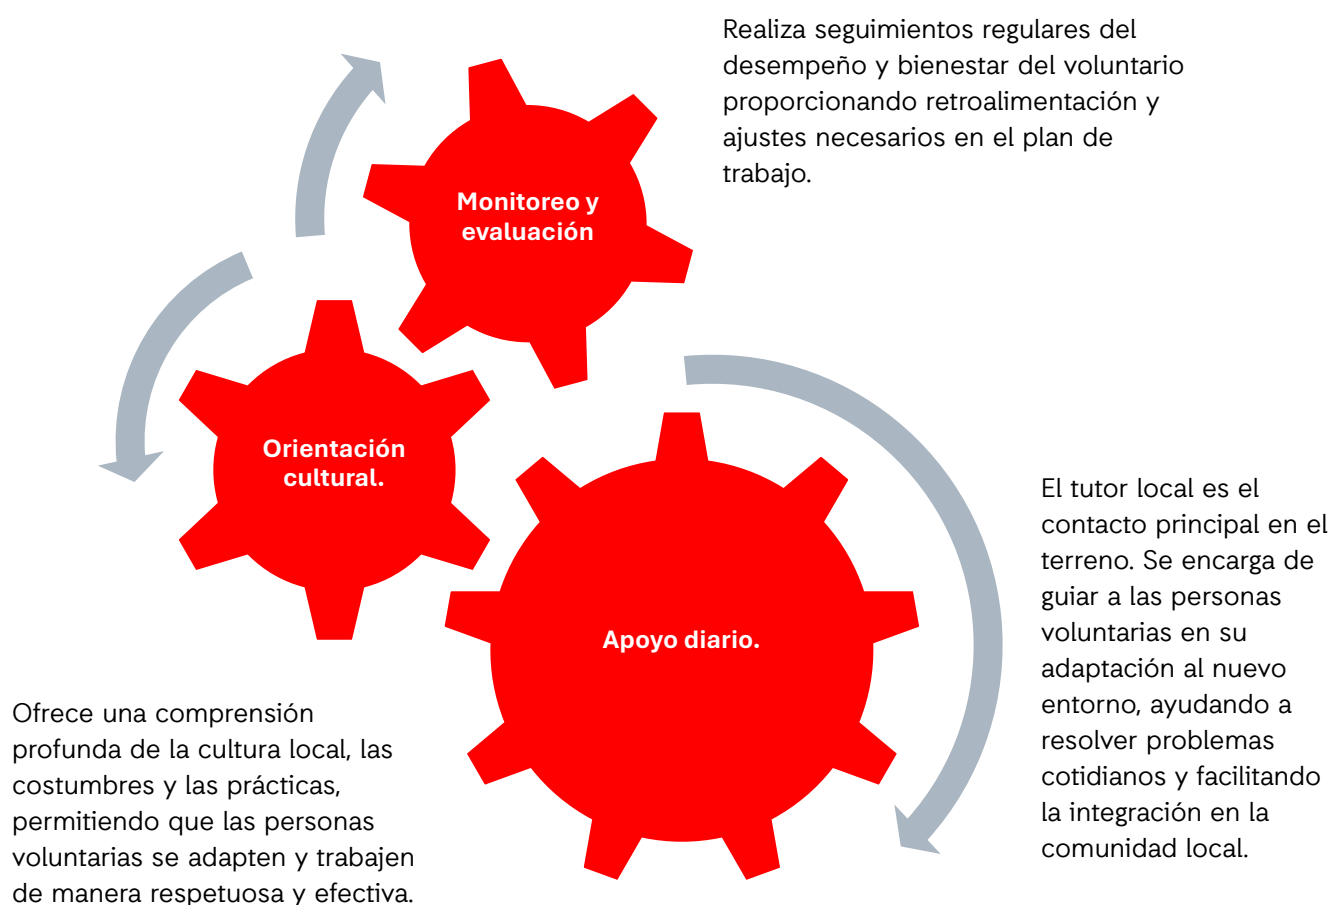 Realiza seguimientos regulares del
desempeño y bienestar del voluntario
proporcionando retroalimentación y
ajustes necesarios en el plan de
trabajo.
Monitoreo y
evaluación
Orientación
cultural.
Apoyo diario.
El tutor local es el
contacto principal en el
terreno. Se encarga de
guiar a las personas
voluntarias en su
adaptación al nuevo
entorno, ayudando a
resolver problemas
cotidianos y facilitando
la integración en la
comunidad local.
Ofrece una comprensión
profunda de la cultura local, las
costumbres y las prácticas,
permitiendo que las personas
voluntarias se adapten y trabajen
de manera respetuosa y efectiva.